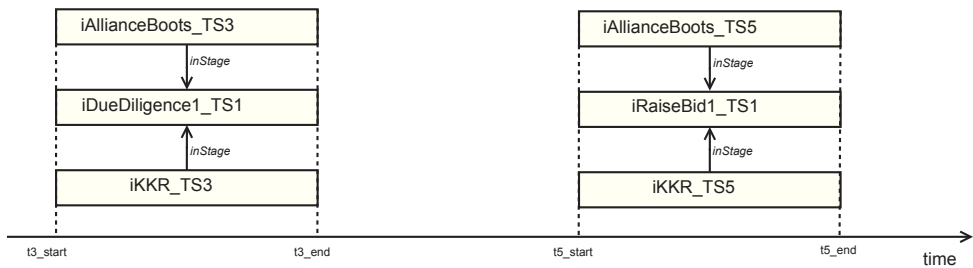 iAllianceBoots_TS3
inStage
iDueDiligence1_TS1
inStage
iKKR_TS3
iAllianceBoots_TS5
inStage
iRaiseBid1_TS1
inStage
iKKR_TS5
t3_start
t3_end
t5_start
t5_end
time